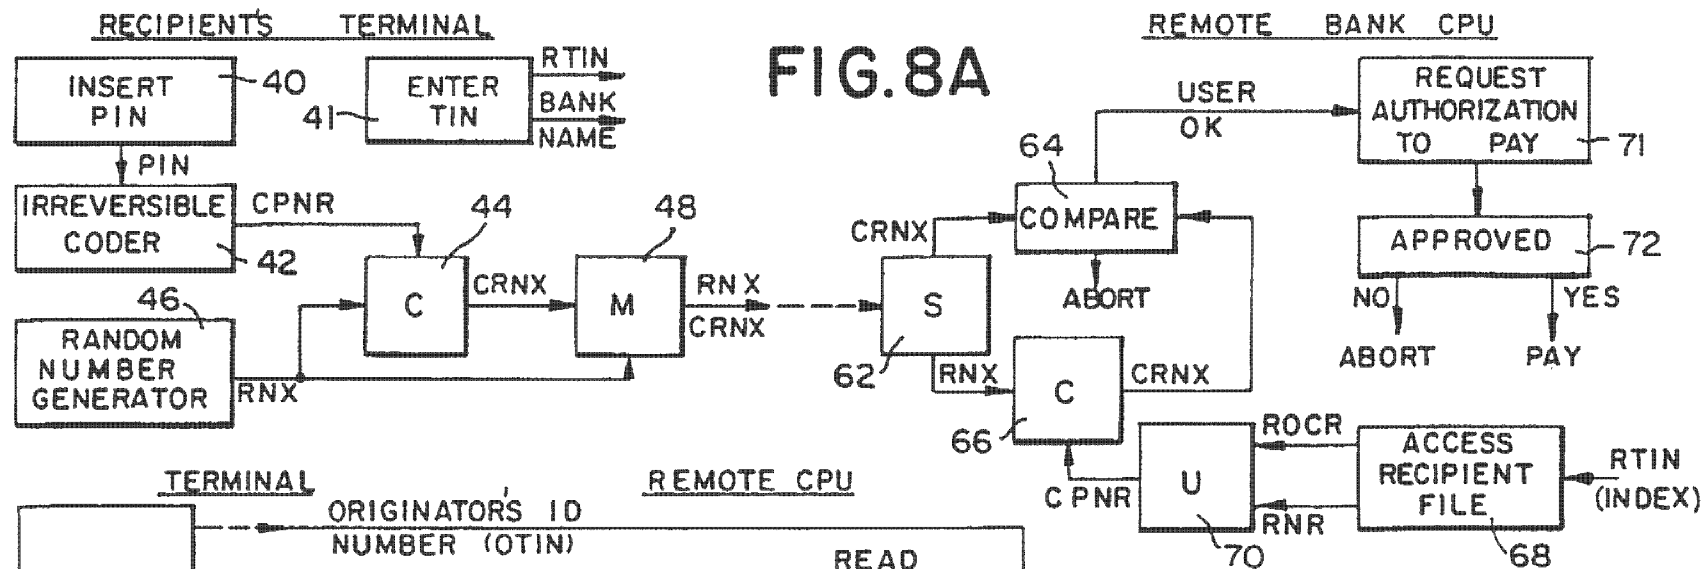 RECIPIENT'S TERMINAL
FIG.8A
REMOTE BANK CPU
INSERT
PIN
40
ENTER
TIN
41
RTIN
BANK
NAME
PIN
IRREVERSIBLE
CODER
42
CPNR
44
C
CRNX
48
M
RNX
CRNX
46
RANDOM
NUMBER
GENERATOR
RNX
S
62
CRNX
RNX
64
COMPARE
ABORT
USER
OK
REQUEST
AUTHORIZATION
TO PAY
71
APPROVED
72
NO
YES
ABORT
PAY
C
66
CRNX
CPNR
U
70
ROCR
RNR
ACCESS
RECIPIENT
FILE
68
RTIN
(INDEX)
TERMINAL
REMOTE CPU
ORIGINATOR'S ID
NUMBER (OTIN)
READ